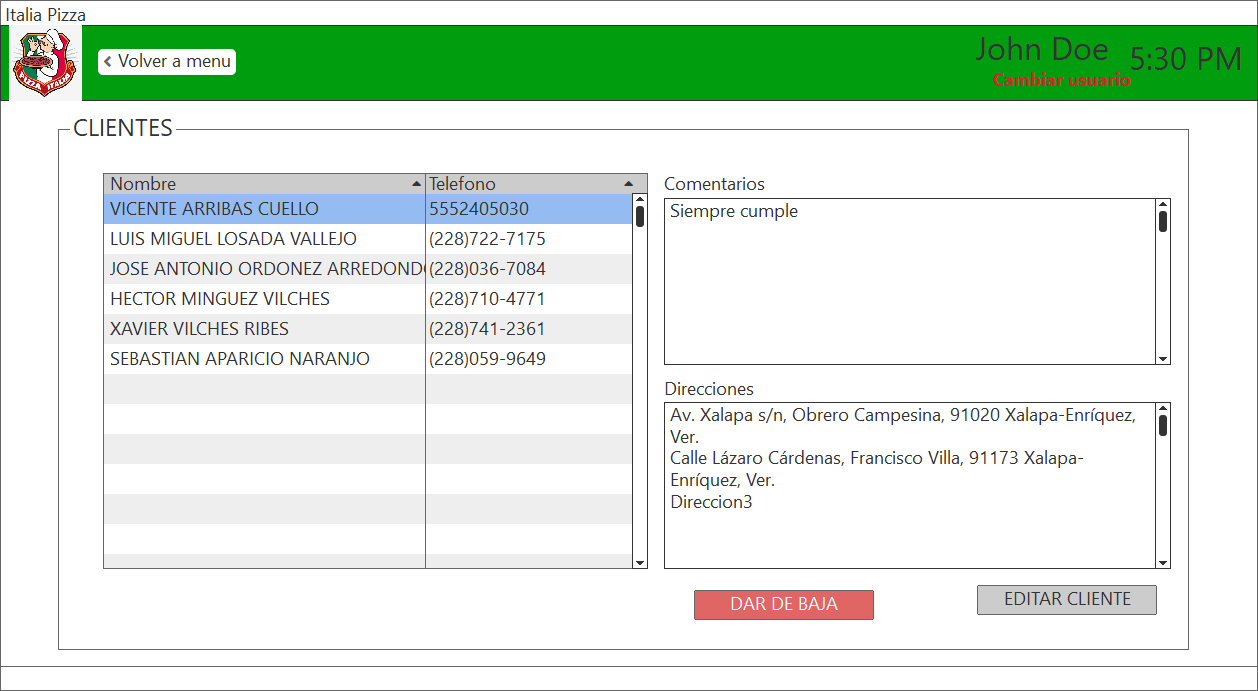 Italia Pizza
Volver a menu
John Doe
5:30 PM
Cambiar usuario
CLIENTES
Nombre Telefono
VICENTE ARRIBAS CUELLO 5552405030
LUIS MIGUEL LOSADA VALLEJO (228)722-7175
JOSE ANTONIO ORDONEZ ARREDOND (228)036-7084
HECTOR MINGUEZ VILCHES (228)710-4771
XAVIER VILCHES RIBES (228)741-2361
SEBASTIAN APARICIO NARANJO (228)059-9649
Comentarios
Siempre cumple
Direcciones
Av. Xalapa s/n, Obrero Campesina, 91020 Xalapa-Enríquez,
Ver.
Calle Lázaro Cárdenas, Francisco Villa, 91173 Xalapa-
Enríquez, Ver.
Direccion3
DAR DE BAJA
EDITAR CLIENTE